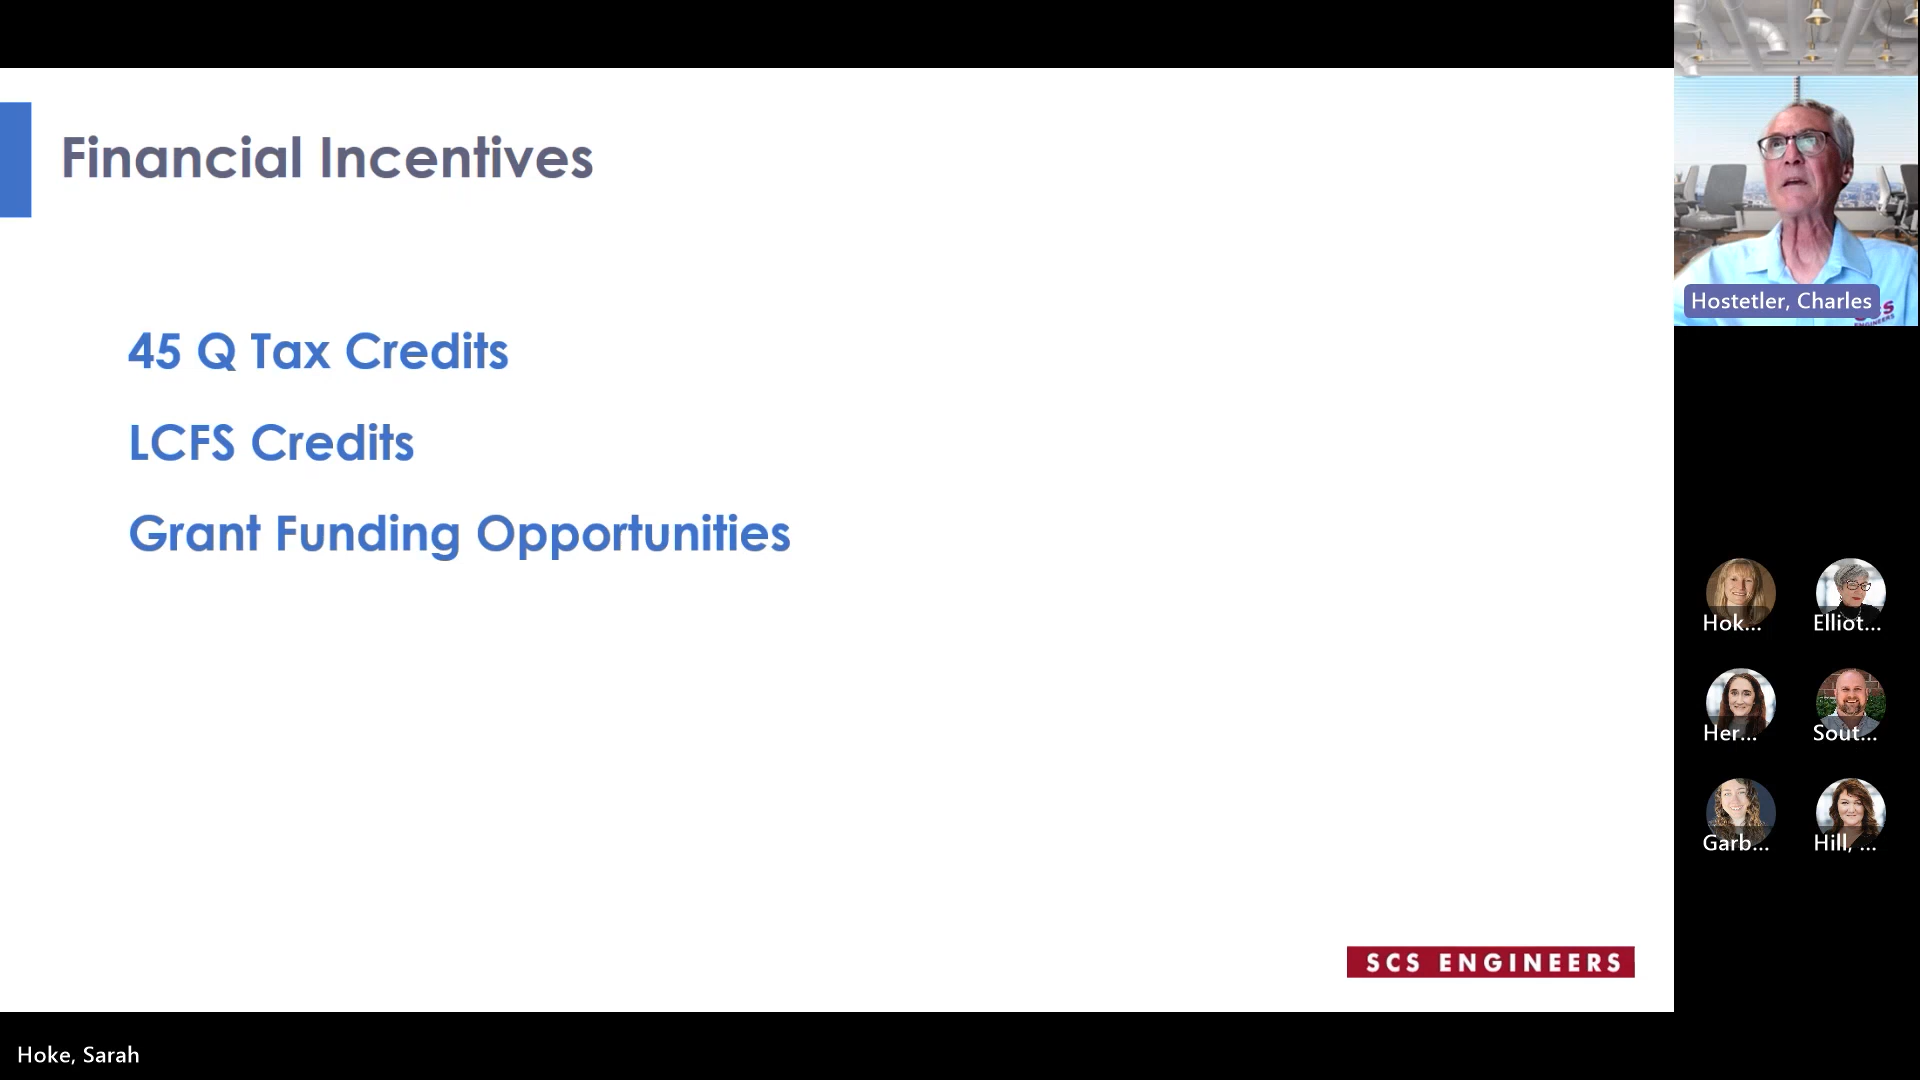 Financial Incentives
45 Q Tax Credits
LCFS Credits
Grant Funding Opportunities
SCS ENGINEERS
Hostetler, Charles
Hok...
Elliot...
Her...
Sout...
Garb...
Hill, ...
Hoke, Sarah